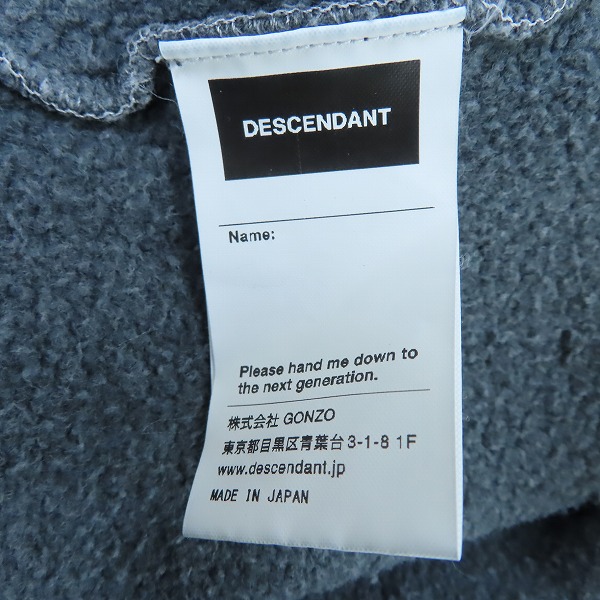 DESCENDANT
Name:
Please hand me down to
the next generation.
株式会社 GONZO
東京都目黒区青葉台3-1-8 1F
www.descendant.jp
MADE IN JAPAN